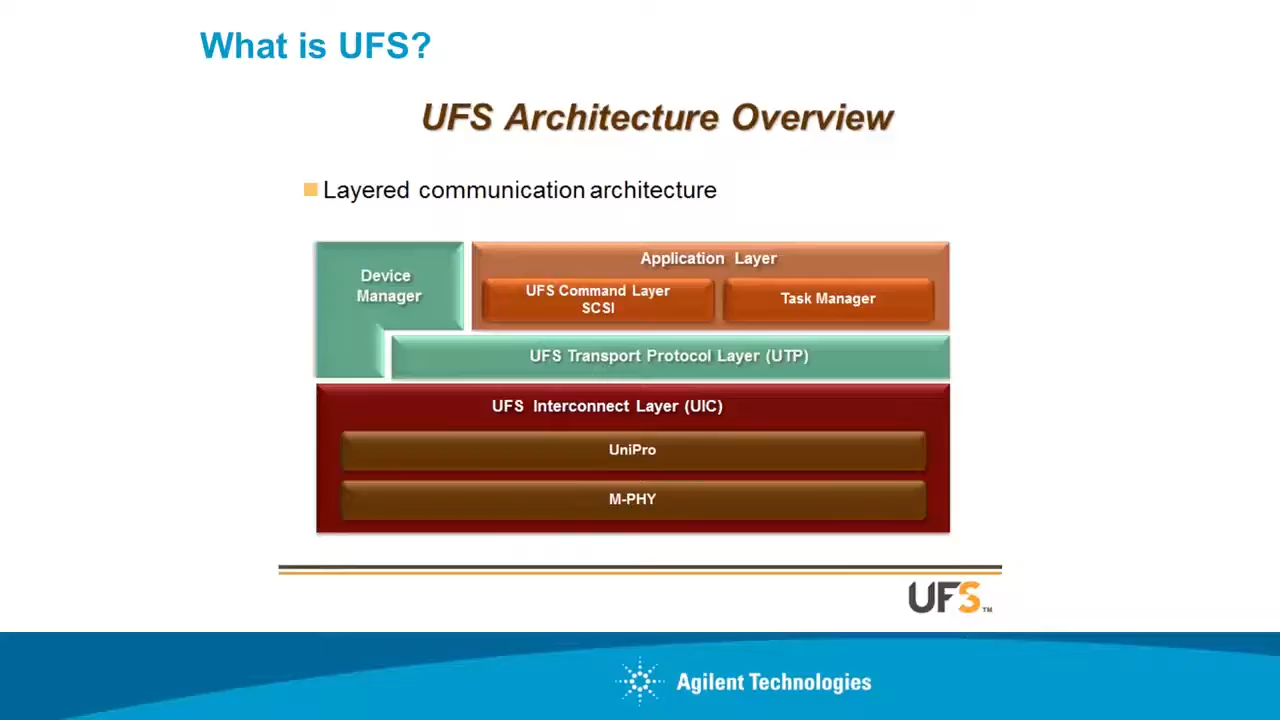 What is UFS?
UFS Architecture Overview
Layered communication architecture
Device
Manager
Application Layer
UFS Command Layer
SCSI
Task Manager
UFS Transport Protocol Layer (UTP)
UFS Interconnect Layer (UIC)
UniPro
M-PHY
UFS™
Agilent Technologies